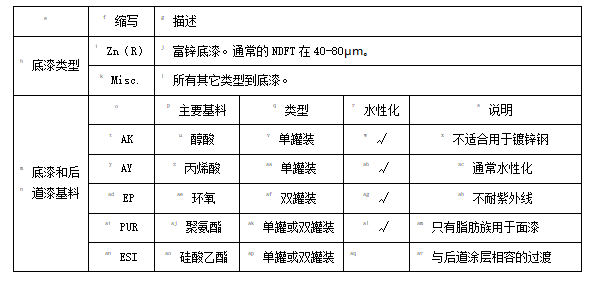 缩写 描述
底漆类型 Zn（R） 富锌底漆。通常的 NDFT 在 40-80μm。
Misc. 所有其它类型到底漆。
主要基料 类型 水性化 说明
底漆和后道漆基料
AK 醇酸 单罐装 √ 不适合用于镀锌钢
AY 丙烯酸 单罐装 √ 通常水性化
EP 环氧 双罐装 √ 不耐紫外线
PUR 聚氨酯 单罐或双罐装 √ 只有脂肪族用于面漆
ESI 硅酸乙酯 单罐或双罐装 与后道涂层相容的过渡